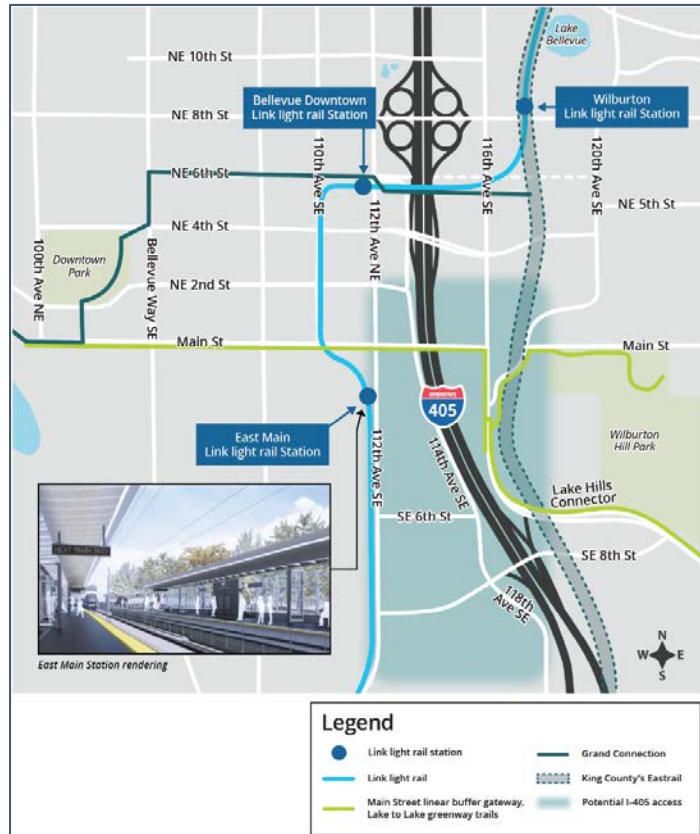 Lake
Bellevue
NE 10th St
Bellevue Downtown
Link light rail Station
Wilburton
Link light rail Station
NE 8th St
110th Ave SE
116th Ave SE
120th Ave SE
NE 6th St
NE 5th St
112th Ave NE
NE 4th St
100th Ave NE
Downtown
Park
Bellevue Way SE
NE 2nd St
Main St
Main St
INTERSTATE
405
East Main
Link light rail Station
112th Ave SE
114th Ave SE
Wilburton
Hill Park
Lake Hills
Connector
SE 6th St
SE 8th St
118th
Ave SE
East Main Station rendering
N
W E
S
Legend
Link light rail station
Link light rail
Main Street linear buffer gateway,
Lake to Lake greenway trails
Grand Connection
King County's Eastrail
Potential I-405 access